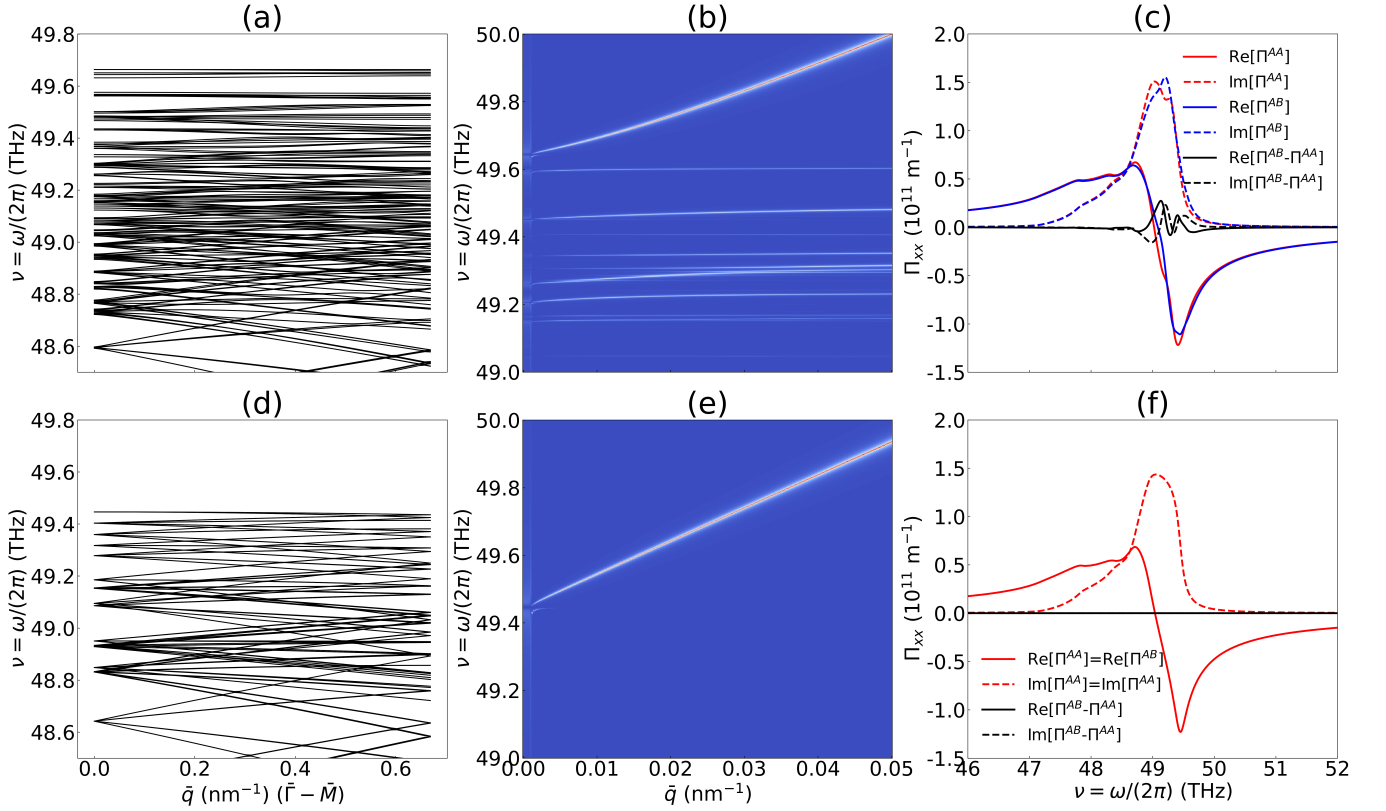 (a)
49.8
49.6
49.4
49.2
49.0
48.8
48.6
ν = ω/(2π) (THz)
(b)
50.0
49.8
49.6
49.4
49.2
49.0
ν = ω/(2π) (THz)
(c)
2.0
1.5
1.0
0.5
0.0
-0.5
-1.0
-1.5
Π_xx (10^11 m^−1)
Re[Π^AA]
Im[Π^AA]
Re[Π^AB]
Im[Π^AB]
Re[Π^AB-Π^AA]
Im[Π^AB-Π^AA]
(d)
49.8
49.6
49.4
49.2
49.0
48.8
48.6
ν = ω/(2π) (THz)
0.0 0.2 0.4 0.6
q̄ (nm^−1) (Γ̄ − M̄)
(e)
50.0
49.8
49.6
49.4
49.2
49.0
ν = ω/(2π) (THz)
0.00 0.01 0.02 0.03 0.04 0.05
q̄ (nm^−1)
(f)
2.0
1.5
1.0
0.5
0.0
-0.5
-1.0
-1.5
Π_xx (10^11 m^−1)
Re[Π^AA]=Re[Π^AB]
Im[Π^AA]=Im[Π^AA]
Re[Π^AB-Π^AA]
Im[Π^AB-Π^AA]
46 47 48 49 50 51 52
ν = ω/(2π) (THz)